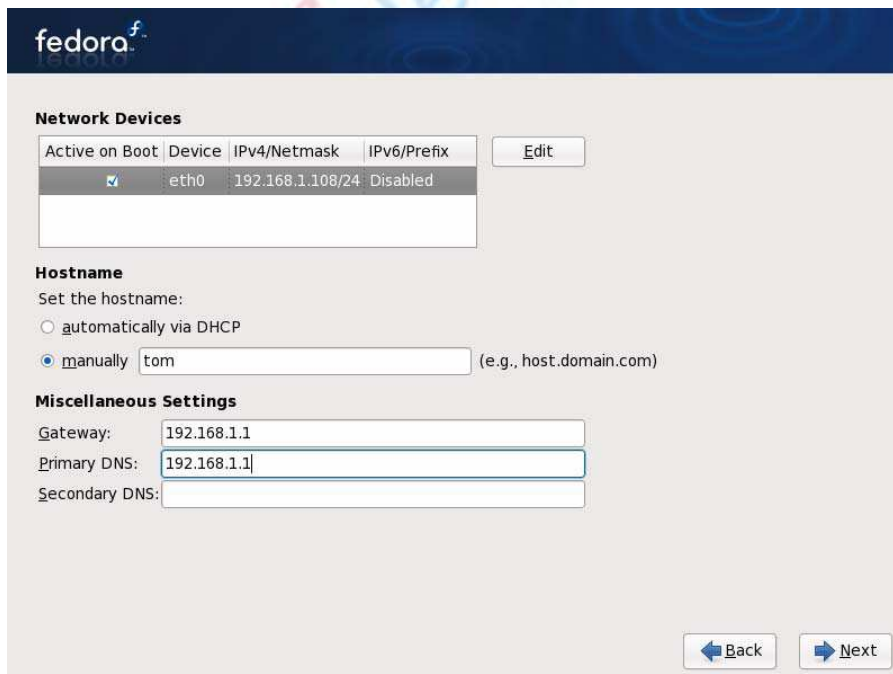 fedora
Network Devices
Active on Boot Device IPv4/Netmask IPv6/Prefix
Edit
eth0 192.168.1.108/24 Disabled
Hostname
Set the hostname:
automatically via DHCP
manually tom (e.g., host.domain.com)
Miscellaneous Settings
Gateway: 192.168.1.1
Primary DNS: 192.168.1.1
Secondary DNS:
Back Next